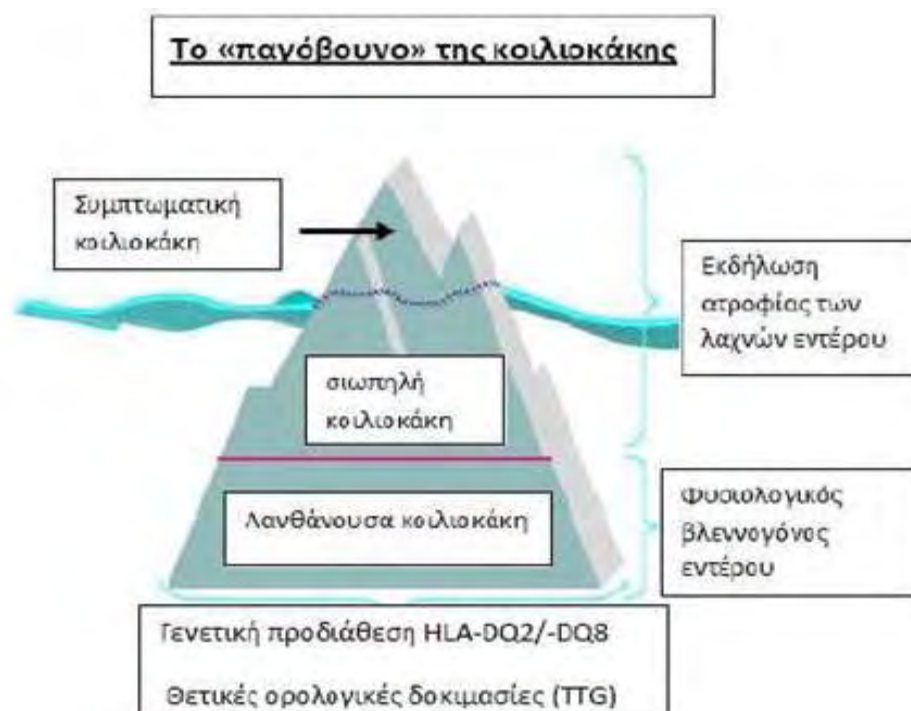 Το «παγόβουνο» της κοιλιοκάκης
Συμπτωματική
κοιλιοκάκη
Εκδήλωση
ατροφίας των
λαχνών εντέρου
σιωπηλή
κοιλιοκάκη
Λανθάνουσα κοιλιοκάκη
Φυσιολογικός
βλεννογόνος
εντέρου
Γενετική προδιάθεση HLA-DQ2/-DQ8
Θετικές ορολογικές δοκιμασίες (TTG)